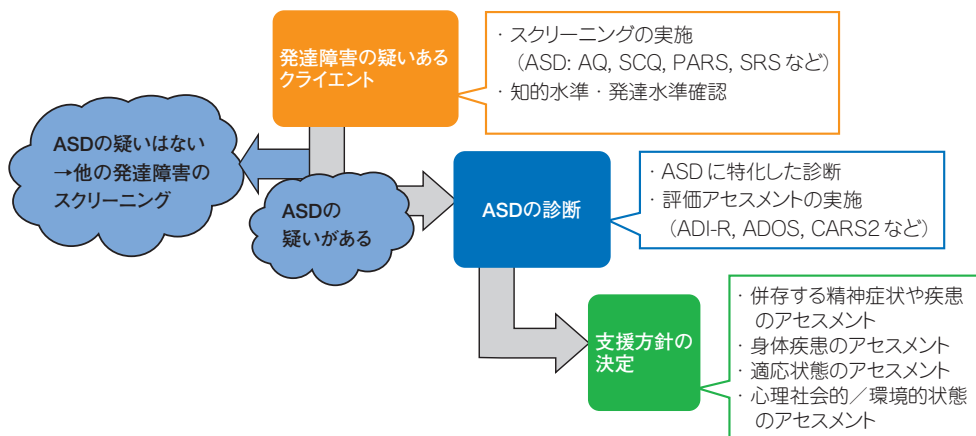 発達障害の疑いある
クライエント
・スクリーニングの実施
（ASD: AQ, SCQ, PARS, SRS など）
・知的水準・発達水準確認
ASDの疑いはない
→他の発達障害の
スクリーニング
ASDの
疑いがある
ASDの診断
・ASD に特化した診断
・評価アセスメントの実施
（ADI-R, ADOS, CARS2 など）
支援方針の
決定
・併存する精神症状や疾患
のアセスメント
・身体疾患のアセスメント
・適応状態のアセスメント
・心理社会的／環境的状態
のアセスメント